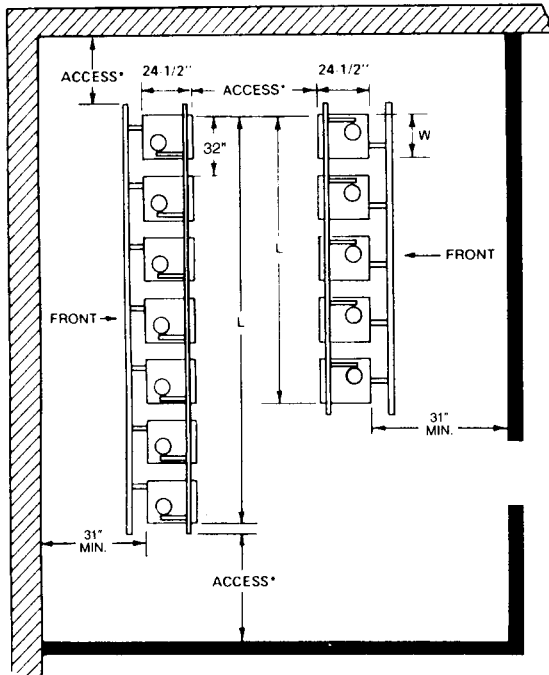 24-1/2"
24-1/2"
ACCESS*
ACCESS*
W
32"
L
L
FRONT
FRONT
31"
MIN.
31"
MIN.
ACCESS*